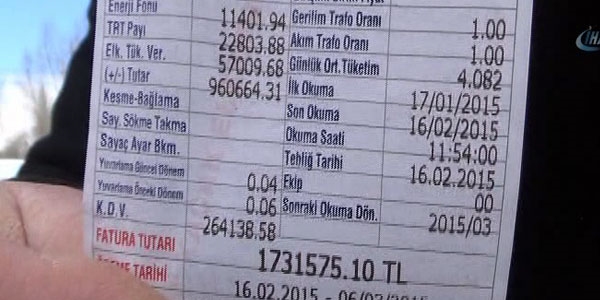 Enerji Fonu 11401.94
TRT Payı 22803.88
Elk. Tük. Ver. 57009.68
(+/-) Tutar 960664.31
Kesme-Bağlama
Say. Sökme Takma
Sayaç Ayar Bkm.
Yuvarlama Güncel Dönem 0.04
Yuvarlama Önceki Dönem 0.06
K.D.V. 264138.58
FATURA TUTARI 1731575.10 TL
TARİHİ 16.02.2015
Gerilim Trafo Oranı 1.00
Akım Trafo Oranı 1.00
Günlük Ort.Tüketim 4.082
İlk Okuma 17/01/2015
Son Okuma 16/02/2015
Okuma Saati 11:54:00
Tebliğ Tarihi 16.02.2015
Ekip 00
Sonraki Okuma Dön. 2015/03
İHA